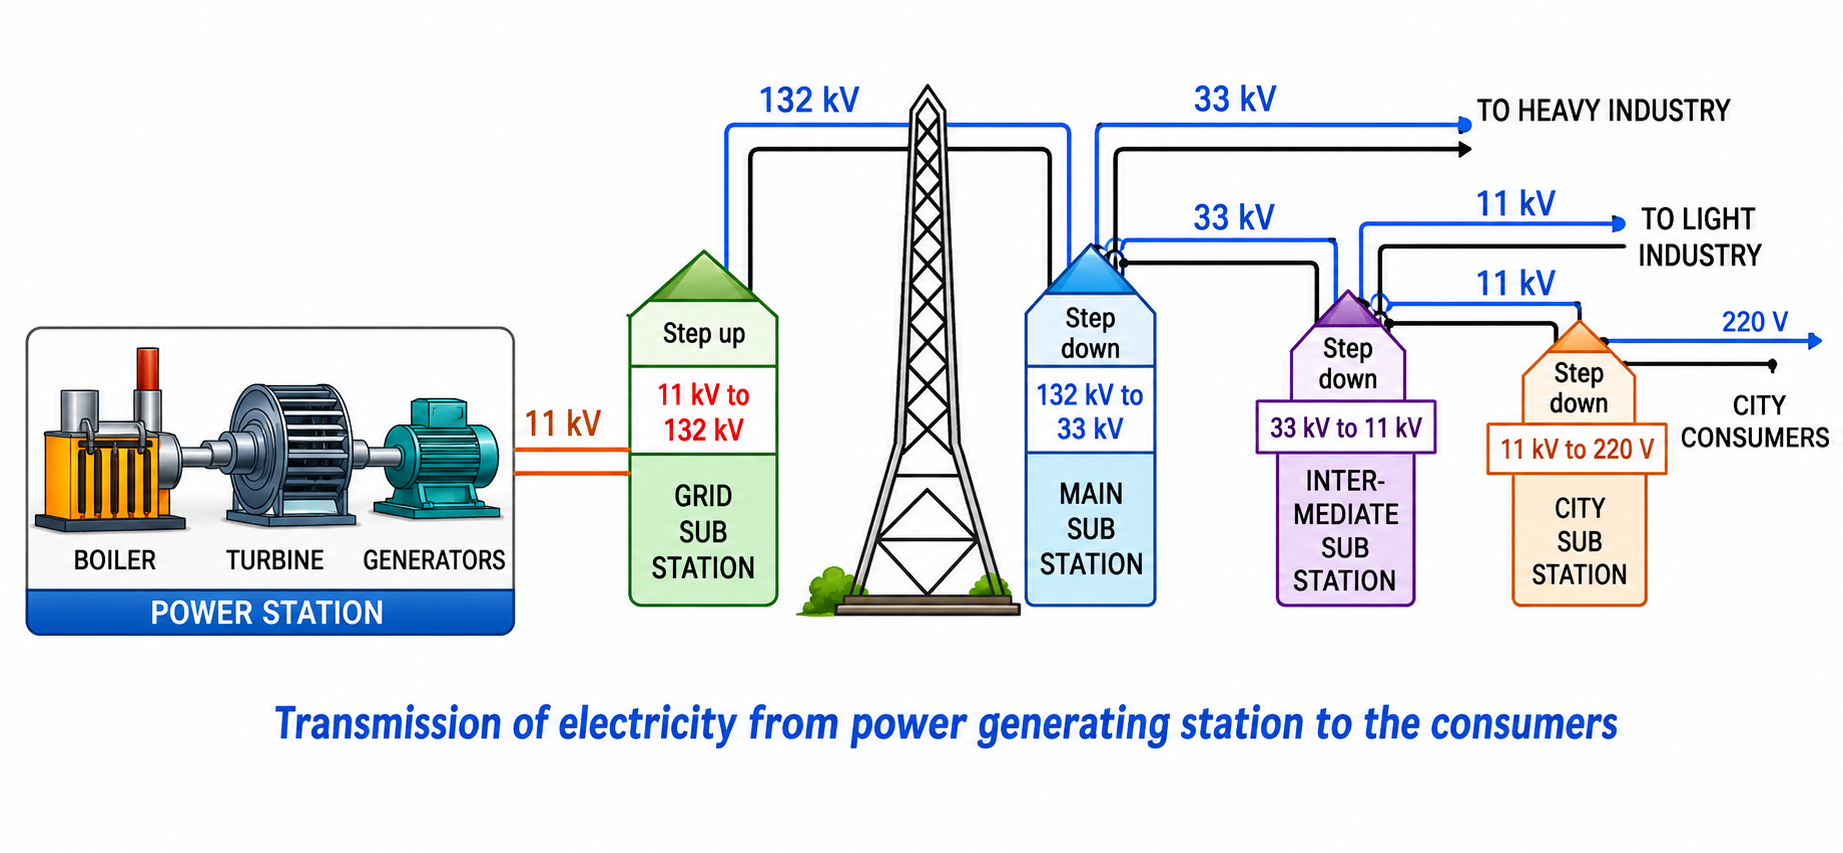 132 kV
33 kV
TO HEAVY INDUSTRY
33 kV
11 kV
TO LIGHT
INDUSTRY
11 kV
220 V
CITY
CONSUMERS
11 kV
BOILER
TURBINE
GENERATORS
POWER STATION
Step up
11 kV to
132 kV
GRID
SUB
STATION
Step
down
132 kV to
33 kV
MAIN
SUB
STATION
Step
down
33 kV to 11 kV
INTER-
MEDIATE
SUB
STATION
Step
down
11 kV to 220 V
CITY
SUB
STATION
Transmission of electricity from power generating station to the consumers